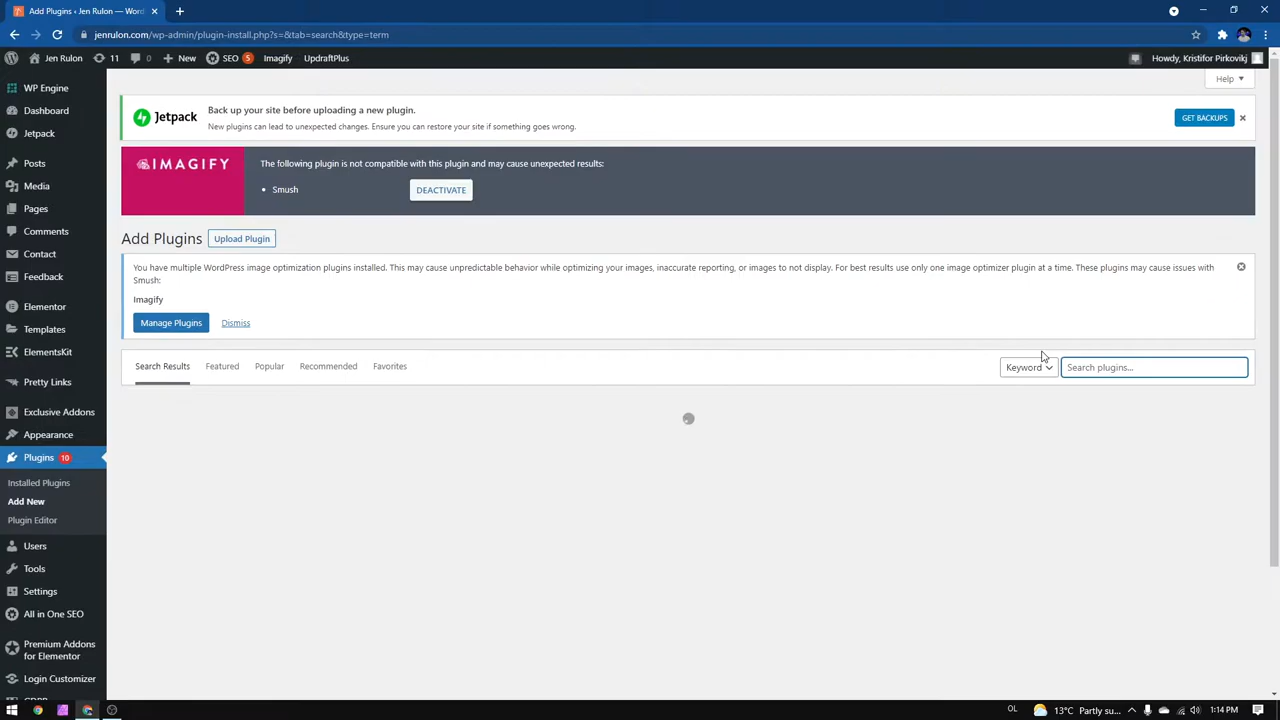 Add Plugins ‹ Jen Rulon — Word
jenrulon.com/wp-admin/plugin-install.php?s=&tab=search&type=term
Jen Rulon 11 0 New SEO 5 Imagify UpdraftPlus Howdy, Kristifor Pirkovikj
Help
WP Engine
Dashboard
Jetpack
Posts
Media
Pages
Comments
Contact
Feedback
Elementor
Templates
ElementsKit
Pretty Links
Exclusive Addons
Appearance
Plugins 10
Installed Plugins
Add New
Plugin Editor
Users
Tools
Settings
All in One SEO
Premium Addons
for Elementor
Login Customizer
Jetpack
Back up your site before uploading a new plugin.
New plugins can lead to unexpected changes. Ensure you can restore your site if something goes wrong.
GET BACKUPS
IMAGIFY
The following plugin is not compatible with this plugin and may cause unexpected results:
• Smush DEACTIVATE
Add Plugins Upload Plugin
You have multiple WordPress image optimization plugins installed. This may cause unpredictable behavior while optimizing your images, inaccurate reporting, or images to not display. For best results use only one image optimizer plugin at a time. These plugins may cause issues with
Smush:
Imagify
Manage Plugins Dismiss
Search Results Featured Popular Recommended Favorites Keyword Search plugins...
OL 13°C Partly su... 1:14 PM